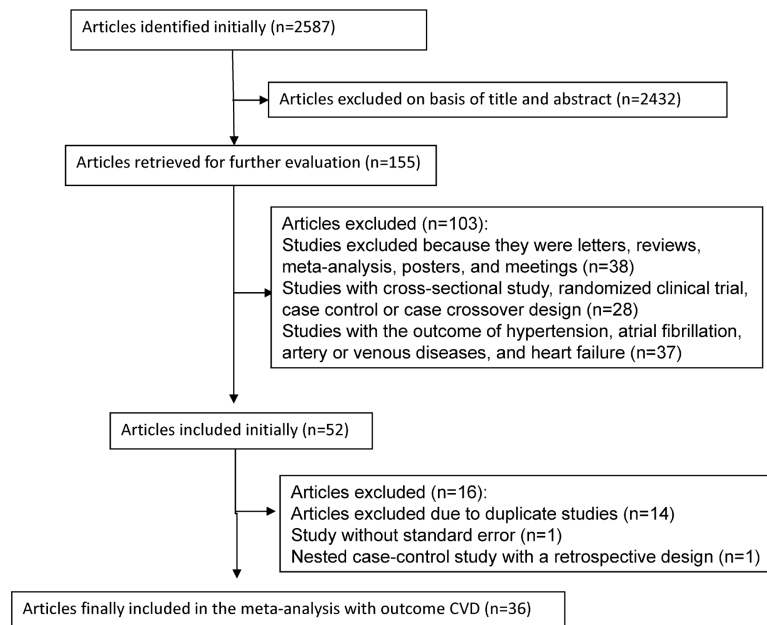 Articles identified initially (n=2587)
Articles excluded on basis of title and abstract (n=2432)
Articles retrieved for further evaluation (n=155)
Articles excluded (n=103):
Studies excluded because they were letters, reviews,
meta-analysis, posters, and meetings (n=38)
Studies with cross-sectional study, randomized clinical trial,
case control or case crossover design (n=28)
Studies with the outcome of hypertension, atrial fibrillation,
artery or venous diseases, and heart failure (n=37)
Articles included initially (n=52)
Articles excluded (n=16):
Articles excluded due to duplicate studies (n=14)
Study without standard error (n=1)
Nested case-control study with a retrospective design (n=1)
Articles finally included in the meta-analysis with outcome CVD (n=36)